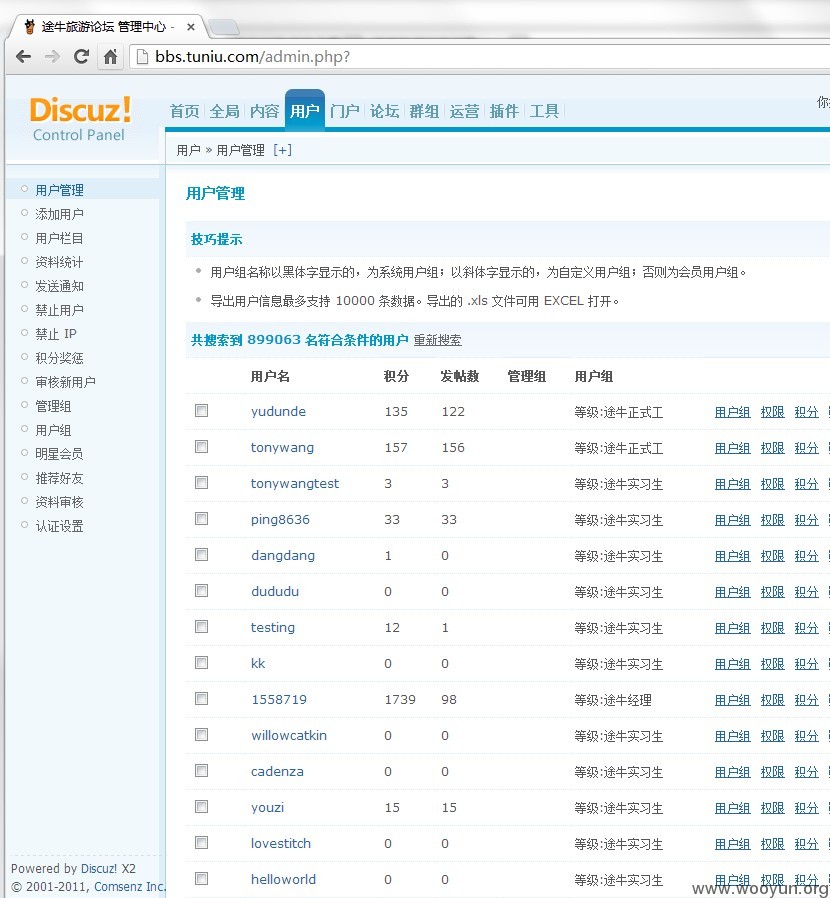 途牛旅游论坛 管理中心 -
bbs.tuniu.com/admin.php?
Discuz!
Control Panel
首页 全局 内容 用户 门户 论坛 群组 运营 插件 工具
用户 » 用户管理 [+]
用户管理
添加用户
用户栏目
资料统计
发送通知
禁止用户
禁止 IP
积分奖惩
审核新用户
管理组
用户组
明星会员
推荐好友
资料审核
认证设置
用户管理
技巧提示
用户组名称以黑体字显示的，为系统用户组；以斜体字显示的，为自定义用户组；否则为会员用户组。
导出用户信息最多支持 10000 条数据。导出的 .xls 文件可用 EXCEL 打开。
共搜索到 899063 名符合条件的用户 重新搜索
用户名 积分 发帖数 管理组 用户组
yudunde 135 122 等级:途牛正式工 用户组 权限 积分
tonywang 157 156 等级:途牛正式工 用户组 权限 积分
tonywangtest 3 3 等级:途牛实习生 用户组 权限 积分
ping8636 33 33 等级:途牛实习生 用户组 权限 积分
dangdang 1 0 等级:途牛实习生 用户组 权限 积分
dududu 0 0 等级:途牛实习生 用户组 权限 积分
testing 12 1 等级:途牛实习生 用户组 权限 积分
kk 0 0 等级:途牛实习生 用户组 权限 积分
1558719 1739 98 等级:途牛经理 用户组 权限 积分
willowcatkin 0 0 等级:途牛实习生 用户组 权限 积分
cadenza 0 0 等级:途牛实习生 用户组 权限 积分
youzi 15 15 等级:途牛实习生 用户组 权限 积分
lovestitch 0 0 等级:途牛实习生 用户组 权限 积分
helloworld 0 0 等级:途牛实习生 用户组 权限 积分
Powered by Discuz! X2
© 2001-2011, Comsenz Inc.
www.wooyun.org